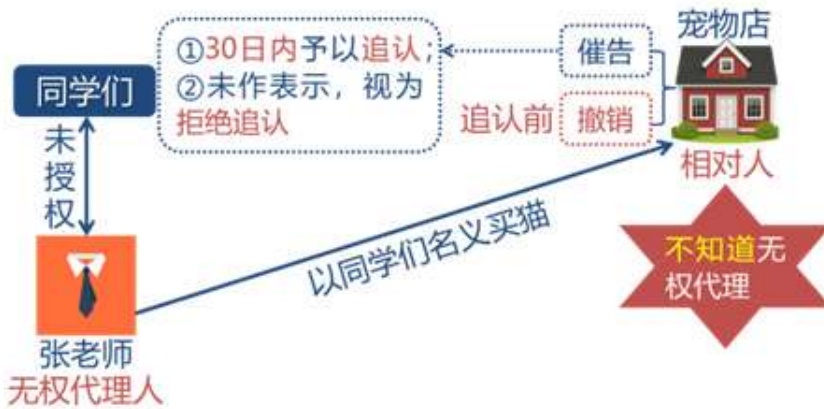 宠物店
①30日内予以追认；
②未作表示，视为
拒绝追认
催告
同学们
追认前
撤销
未授权
相对人
以同学们名义买猫
不知道无
权代理
张老师
无权代理人